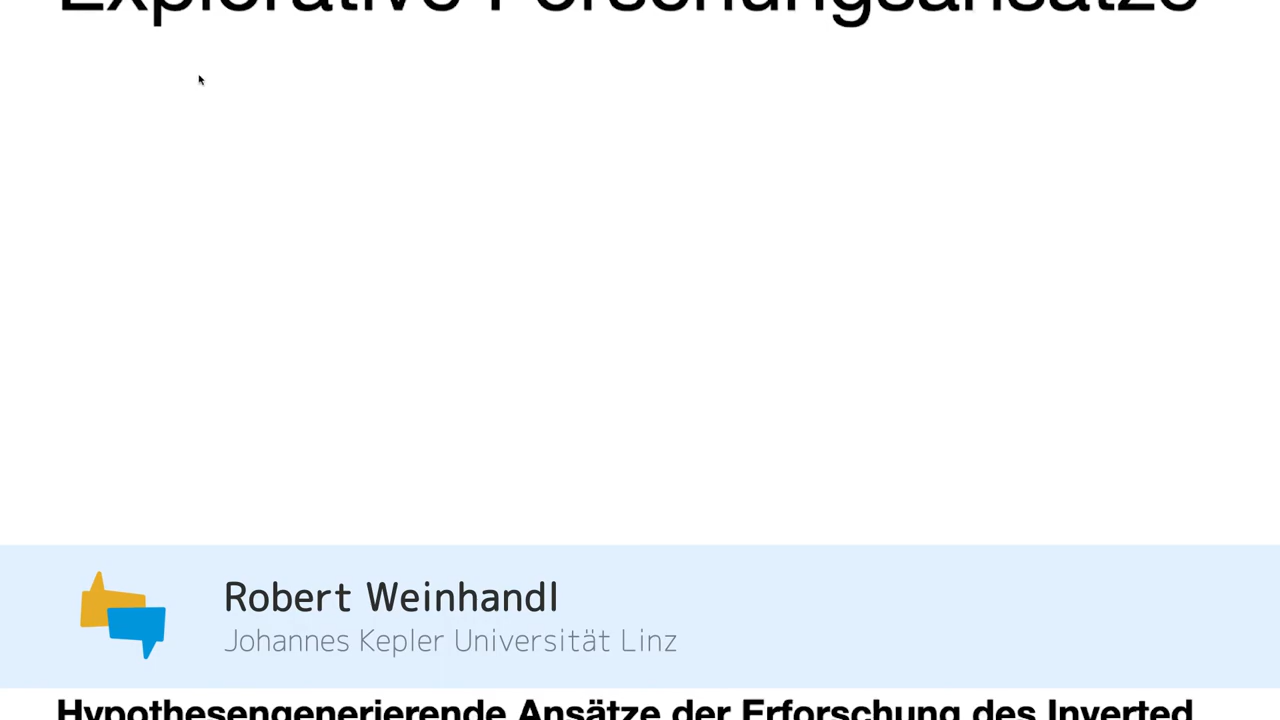 Explorative Forschungsansätze
Robert Weinhandl
Johannes Kepler Universität Linz
Hypothesengenerierende Ansätze der Erforschung des Inverted